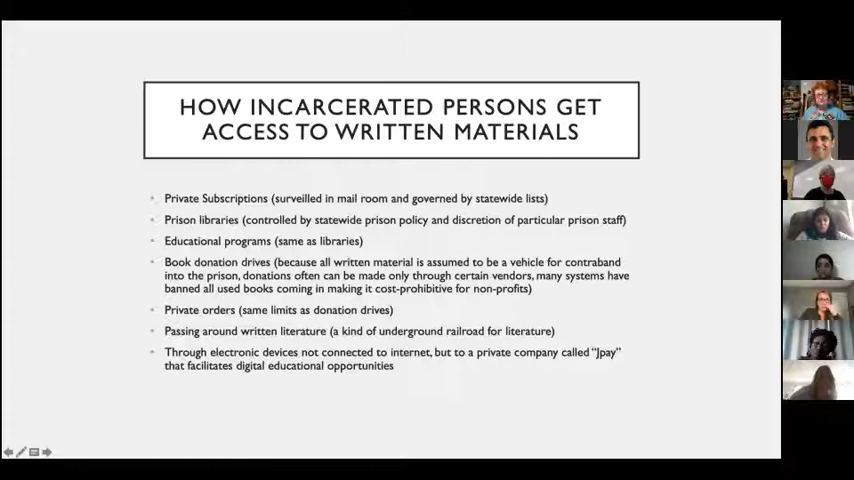 HOW INCARCERATED PERSONS GET
ACCESS TO WRITTEN MATERIALS
Private Subscriptions (surveilled in mail room and governed by statewide lists)
Prison libraries (controlled by statewide prison policy and discretion of particular prison staff)
Educational programs (same as libraries)
Book donation drives (because all written material is assumed to be a vehicle for contraband
into the prison, donations often can be made only through certain vendors, many systems have
banned all used books coming in making it cost-prohibitive for non-profits)
Private orders (same limits as donation drives)
Passing around written literature (a kind of underground railroad for literature)
Through electronic devices not connected to internet, but to a private company called "Jpay"
that facilitates digital educational opportunities